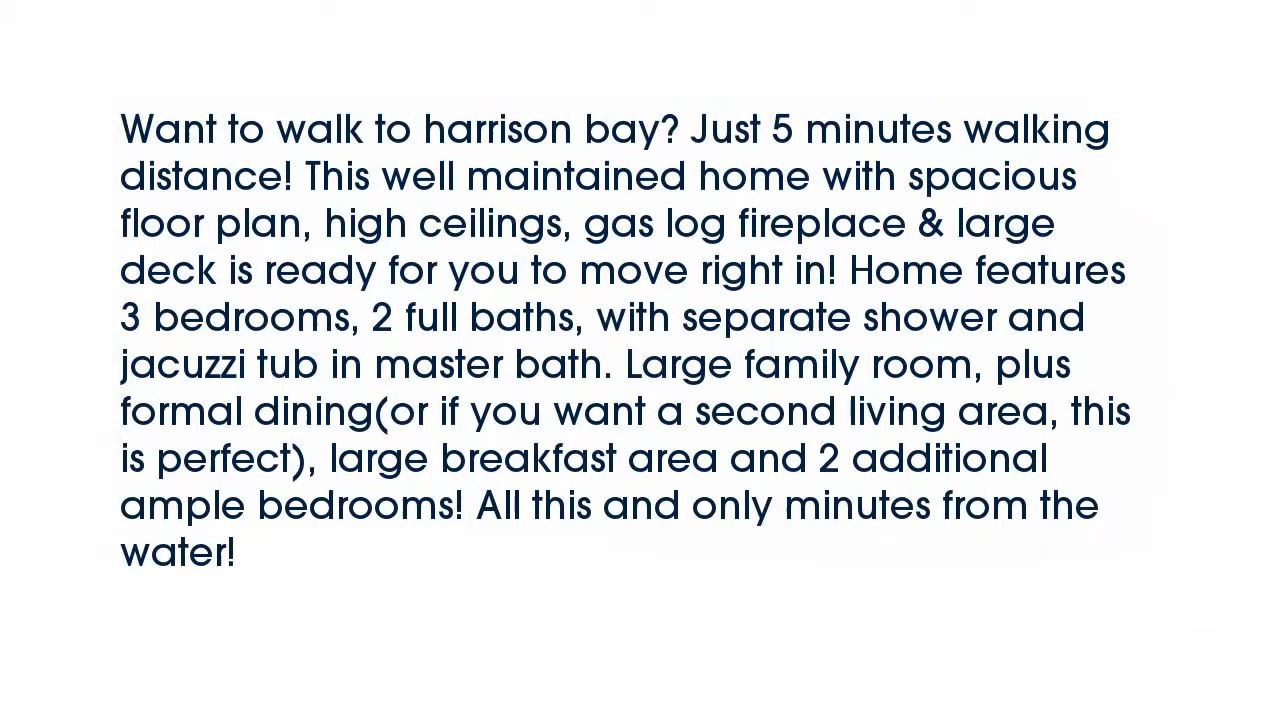 Want to walk to harrison bay? Just 5 minutes walking
distance! This well maintained home with spacious
floor plan, high ceilings, gas log fireplace & large
deck is ready for you to move right in! Home features
3 bedrooms, 2 full baths, with separate shower and
jacuzzi tub in master bath. Large family room, plus
formal dining(or if you want a second living area, this
is perfect), large breakfast area and 2 additional
ample bedrooms! All this and only minutes from the
water!